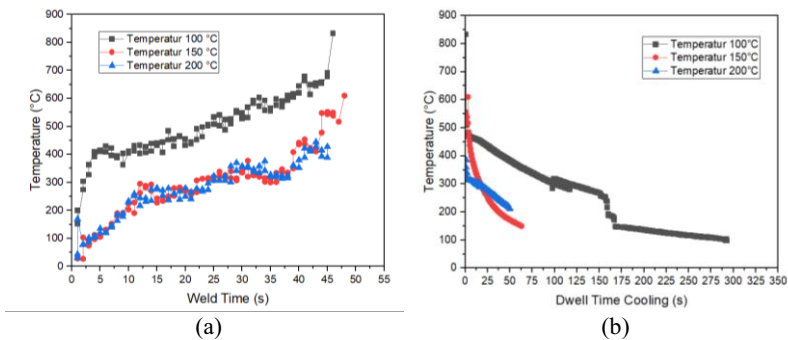 900
800
700
600
500
400
300
200
100
0
Temperature (°C)
Temperatur 100 °C
Temperatur 150 °C
Temperatur 200 °C
0 5 10 15 20 25 30 35 40 45 50 55
Weld Time (s)
(a)
900
800
700
600
500
400
300
200
100
0
Temperature (°C)
Temperatur 100°C
Temperatur 150°C
Temperatur 200°C
0 25 50 75 100 125 150 175 200 225 250 275 300 325 350
Dwell Time Cooling (s)
(b)